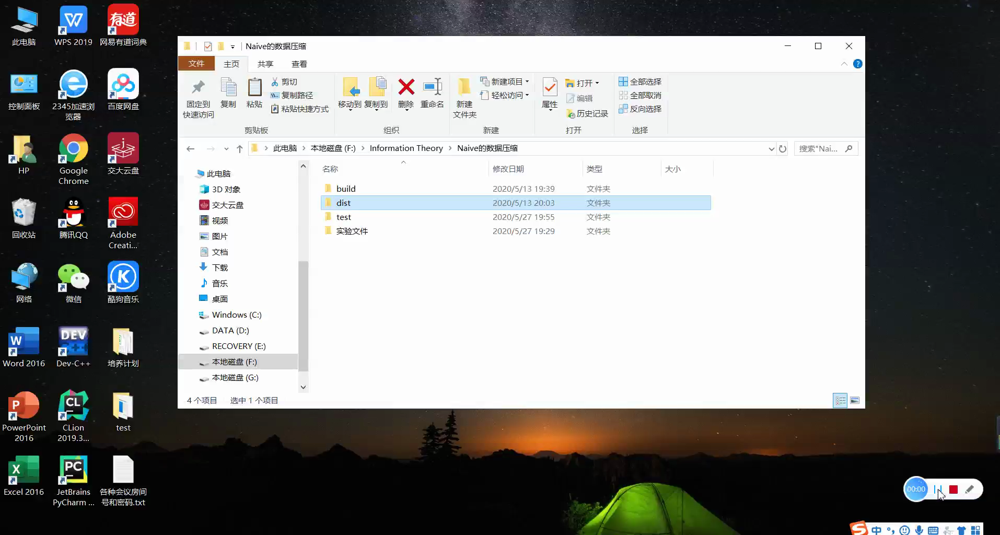 此电脑
WPS 2019
网易有道词典
控制面板
2345加速浏
览器
百度网盘
HP
Google
Chrome
交大云盘
回收站
腾讯QQ
Adobe
Creati...
网络
微信
酷狗音乐
Word 2016
Dev-C++
培养计划
PowerPoint
2016
CLion
2019.3...
test
Excel 2016
JetBrains
PyCharm ...
各种会议房间
号和密码.txt
有道
DEV
C++
CL
PC
Naive的数据压缩
文件
主页
共享
查看
固定到
快速访问
复制
粘贴
剪切
复制路径
粘贴快捷方式
剪贴板
移动到
复制到
删除
重命名
组织
新建
文件夹
新建项目
轻松访问
新建
属性
打开
编辑
历史记录
打开
全部选择
全部取消
反向选择
选择
此电脑 > 本地磁盘 (F:) > Information Theory > Naive的数据压缩
搜索"Nai...
此电脑
3D 对象
交大云盘
视频
图片
文档
下载
音乐
桌面
Windows (C:)
DATA (D:)
RECOVERY (E:)
本地磁盘 (F:)
本地磁盘 (G:)
名称 修改日期 类型 大小
build 2020/5/13 19:39 文件夹
dist 2020/5/13 20:03 文件夹
test 2020/5/27 19:55 文件夹
实验文件 2020/5/27 19:29 文件夹
4 个项目 选中 1 个项目
00:00
中